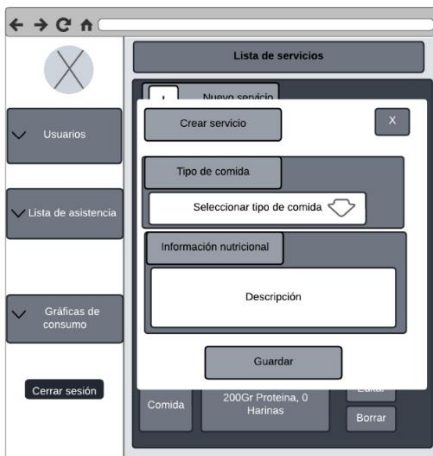 Lista de servicios
Nuevo servicio
Crear servicio
X
Usuarios
Tipo de comida
Seleccionar tipo de comida
Lista de asistencia
Información nutricional
Descripción
Gráficas de
consumo
Guardar
Cerrar sesión
Comida
200Gr Proteina, 0
Harinas
Editar
Borrar